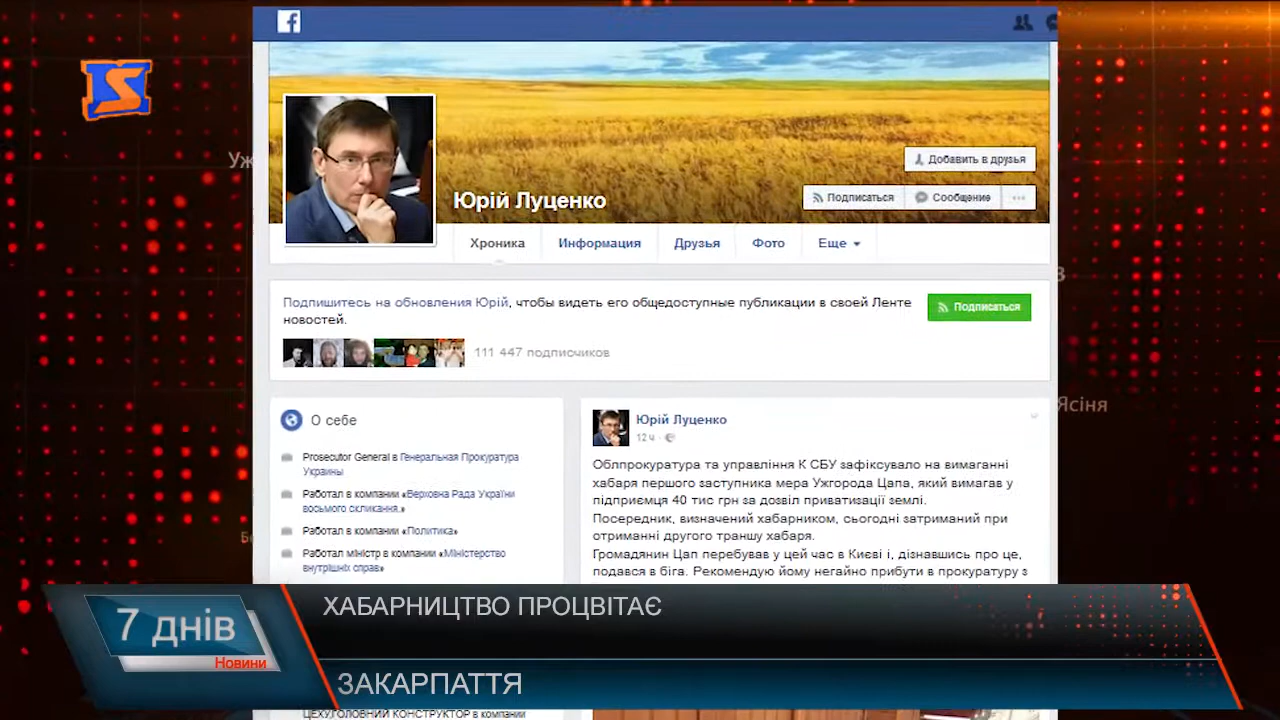 Уж
Добавить в друзья
Юрій Луценко
Подписаться
Сообщение
Хроника
Информация
Друзья
Фото
Еще
Подпишитесь на обновления Юрій, чтобы видеть его общедоступные публикации в своей Ленте
новостей.
Подписаться
111 447 подписчиков
Ясіня
О себе
Prosecutor General в Генеральная Прокуратура
Украины
Работал в компании «Верховна Рада України
восьмого скликання.»
Работал в компании «Политика»
Работал міністр в компании «Міністерство
внутрішніх справ»
Юрій Луценко
12 ч ·
Облпрокуратура та управління К СБУ зафіксувало на вимаганні
хабаря першого заступника мера Ужгорода Цапа, який вимагав у
підприємця 40 тис грн за дозвіл приватизації землі.
Посередник, визначений хабарником, сьогодні затриманий при
отриманні другого траншу хабаря.
Громадянин Цап перебував у цей час в Києві і, дізнавшись про це,
подався в біга. Рекомендую йому негайно прибути в прокуратуру з
7 днів
Новини
ХАБАРНИЦТВО ПРОЦВІТАЄ
ЗАКАРПАТТЯ
ЦЕХУ,ГОЛОВНИЙ КОНСТРУКТОР в компании